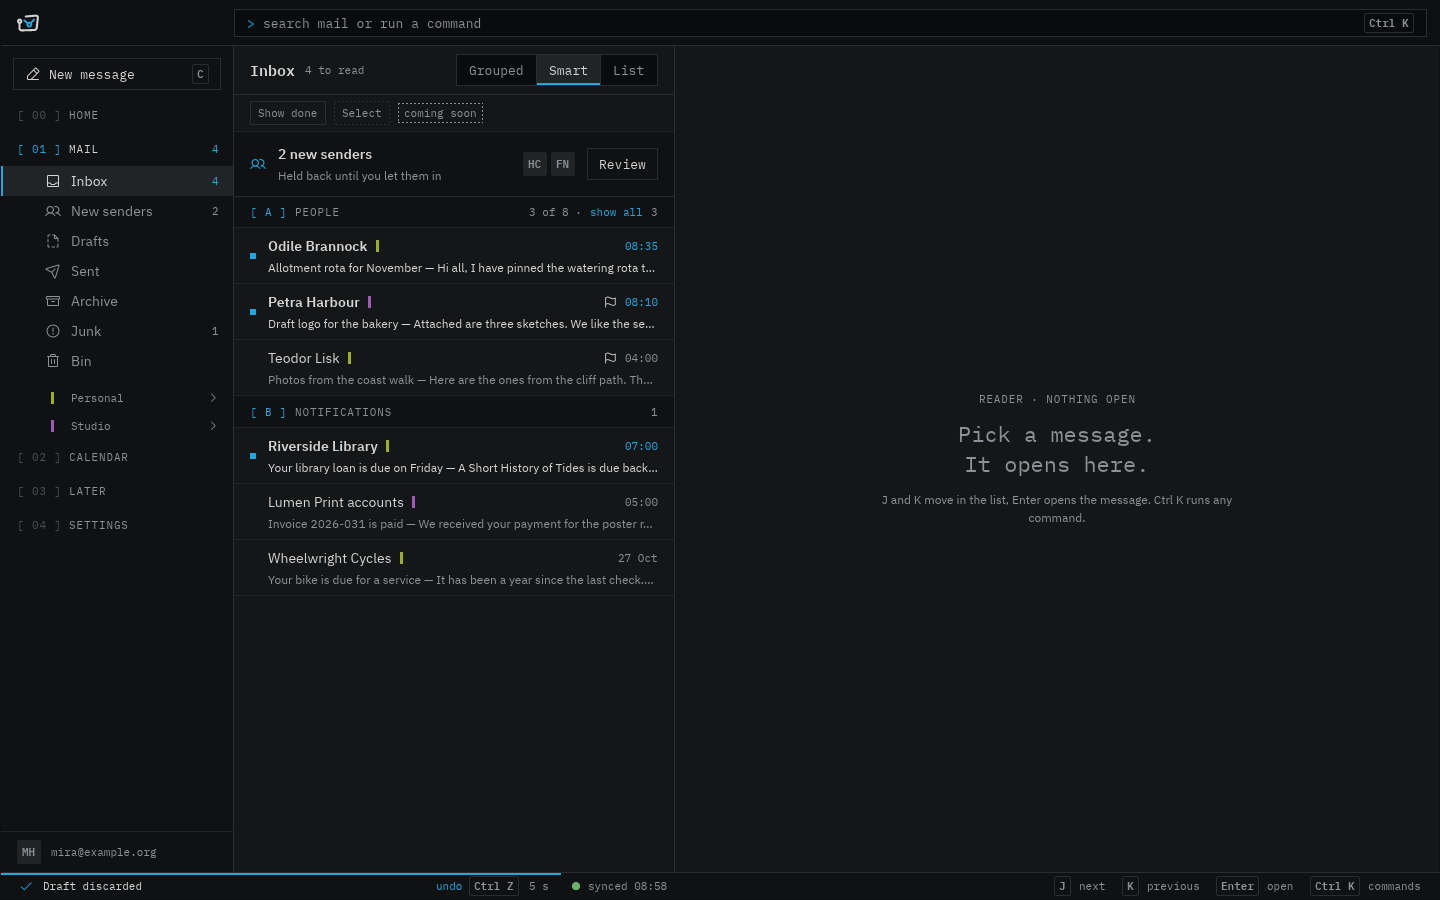 > search mail or run a command Ctrl K
New message C
[ 00 ] HOME
[ 01 ] MAIL 4
Inbox 4
New senders 2
Drafts
Sent
Archive
Junk 1
Bin
Personal
Studio
[ 02 ] CALENDAR
[ 03 ] LATER
[ 04 ] SETTINGS
MH mira@example.org
Inbox 4 to read Grouped Smart List
Show done Select coming soon
2 new senders
Held back until you let them in
HC FN Review
[ A ] PEOPLE 3 of 8 · show all 3
Odile Brannock 08:35
Allotment rota for November — Hi all, I have pinned the watering rota t…
Petra Harbour 08:10
Draft logo for the bakery — Attached are three sketches. We like the se…
Teodor Lisk 04:00
Photos from the coast walk — Here are the ones from the cliff path. Th…
[ B ] NOTIFICATIONS 1
Riverside Library 07:00
Your library loan is due on Friday — A Short History of Tides is due back…
Lumen Print accounts 05:00
Invoice 2026-031 is paid — We received your payment for the poster r…
Wheelwright Cycles 27 Oct
Your bike is due for a service — It has been a year since the last check.…
READER · NOTHING OPEN
Pick a message.
It opens here.
J and K move in the list, Enter opens the message. Ctrl K runs any
command.
Draft discarded undo Ctrl Z 5 s synced 08:58 J next K previous Enter open Ctrl K commands